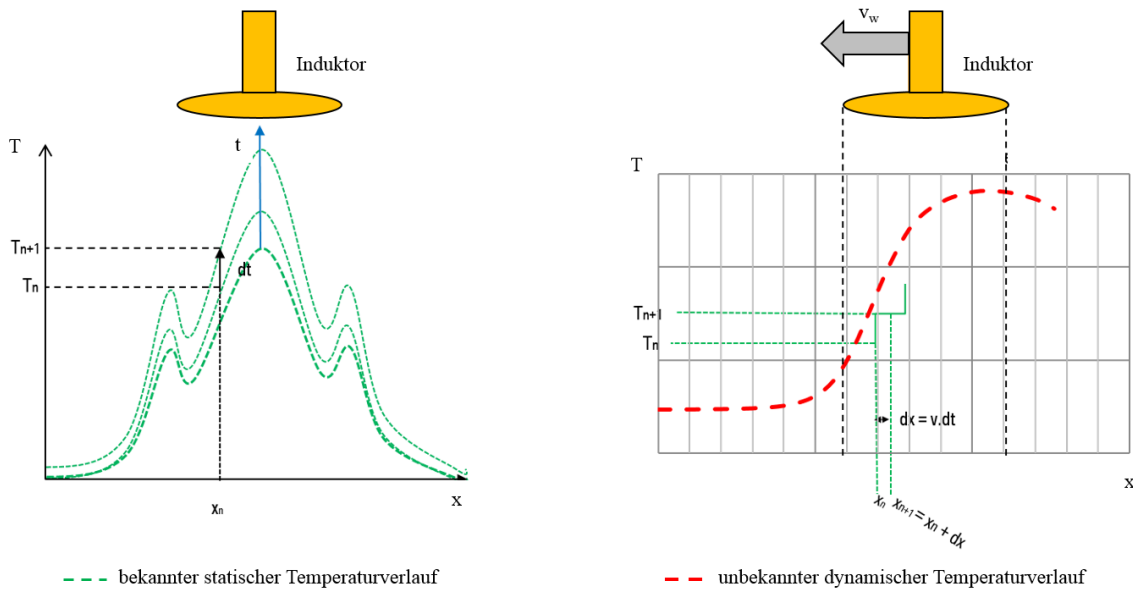 Induktor
T
t
Tn+1
Tn
dt
xn
x
bekannter statischer Temperaturverlauf
vw
Induktor
T
Tn+1
Tn
dx = v.dt
x
xn
xn+1 = xn + dx
unbekannter dynamischer Temperaturverlauf